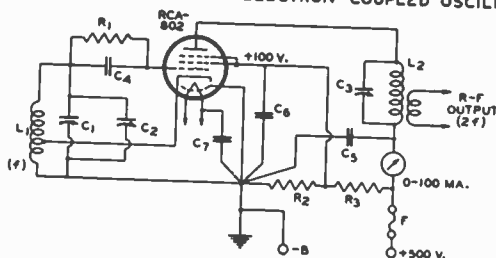 ELECTRON COUPLED OSCIL
RCA-
802
R1
+100 V.
C4
L2
C3
R-F
OUTPUT
(2f)
C6
L1
C1
C2
C7
C5
(f)
0-100 MA.
R2
R3
F
-B
+500 V.